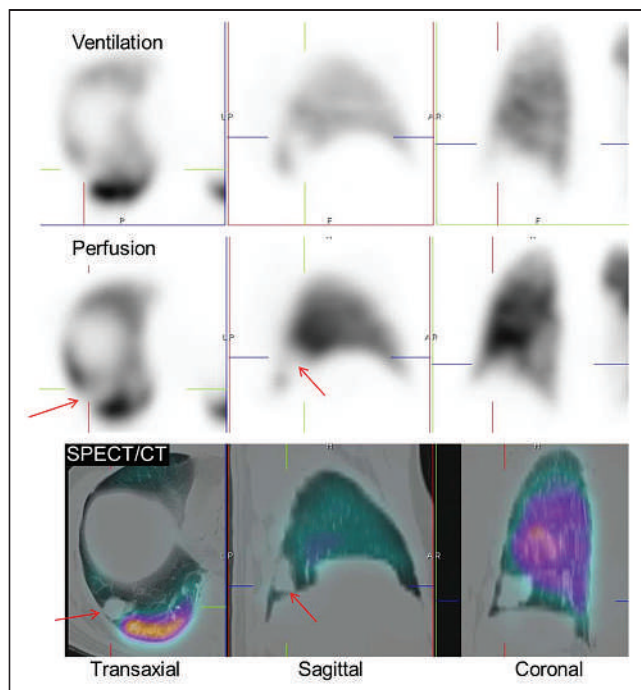 Ventilation
L P
A R
P
F
F
Perfusion
H
H
L P
A R
SPECT/CT
H
H
P
A R
Transaxial
Sagittal
Coronal